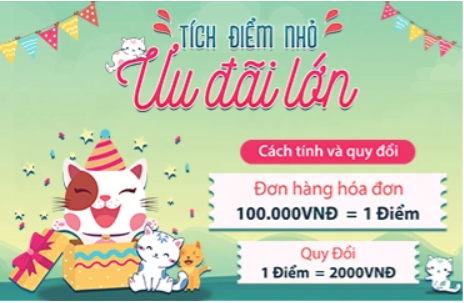 TÍCH ĐIỂM NHỎ
Ưu đãi lớn
Cách tính và quy đổi
Đơn hàng hóa đơn
100.000VNĐ = 1 Điểm
Quy Đổi
1 Điểm = 2000VNĐ